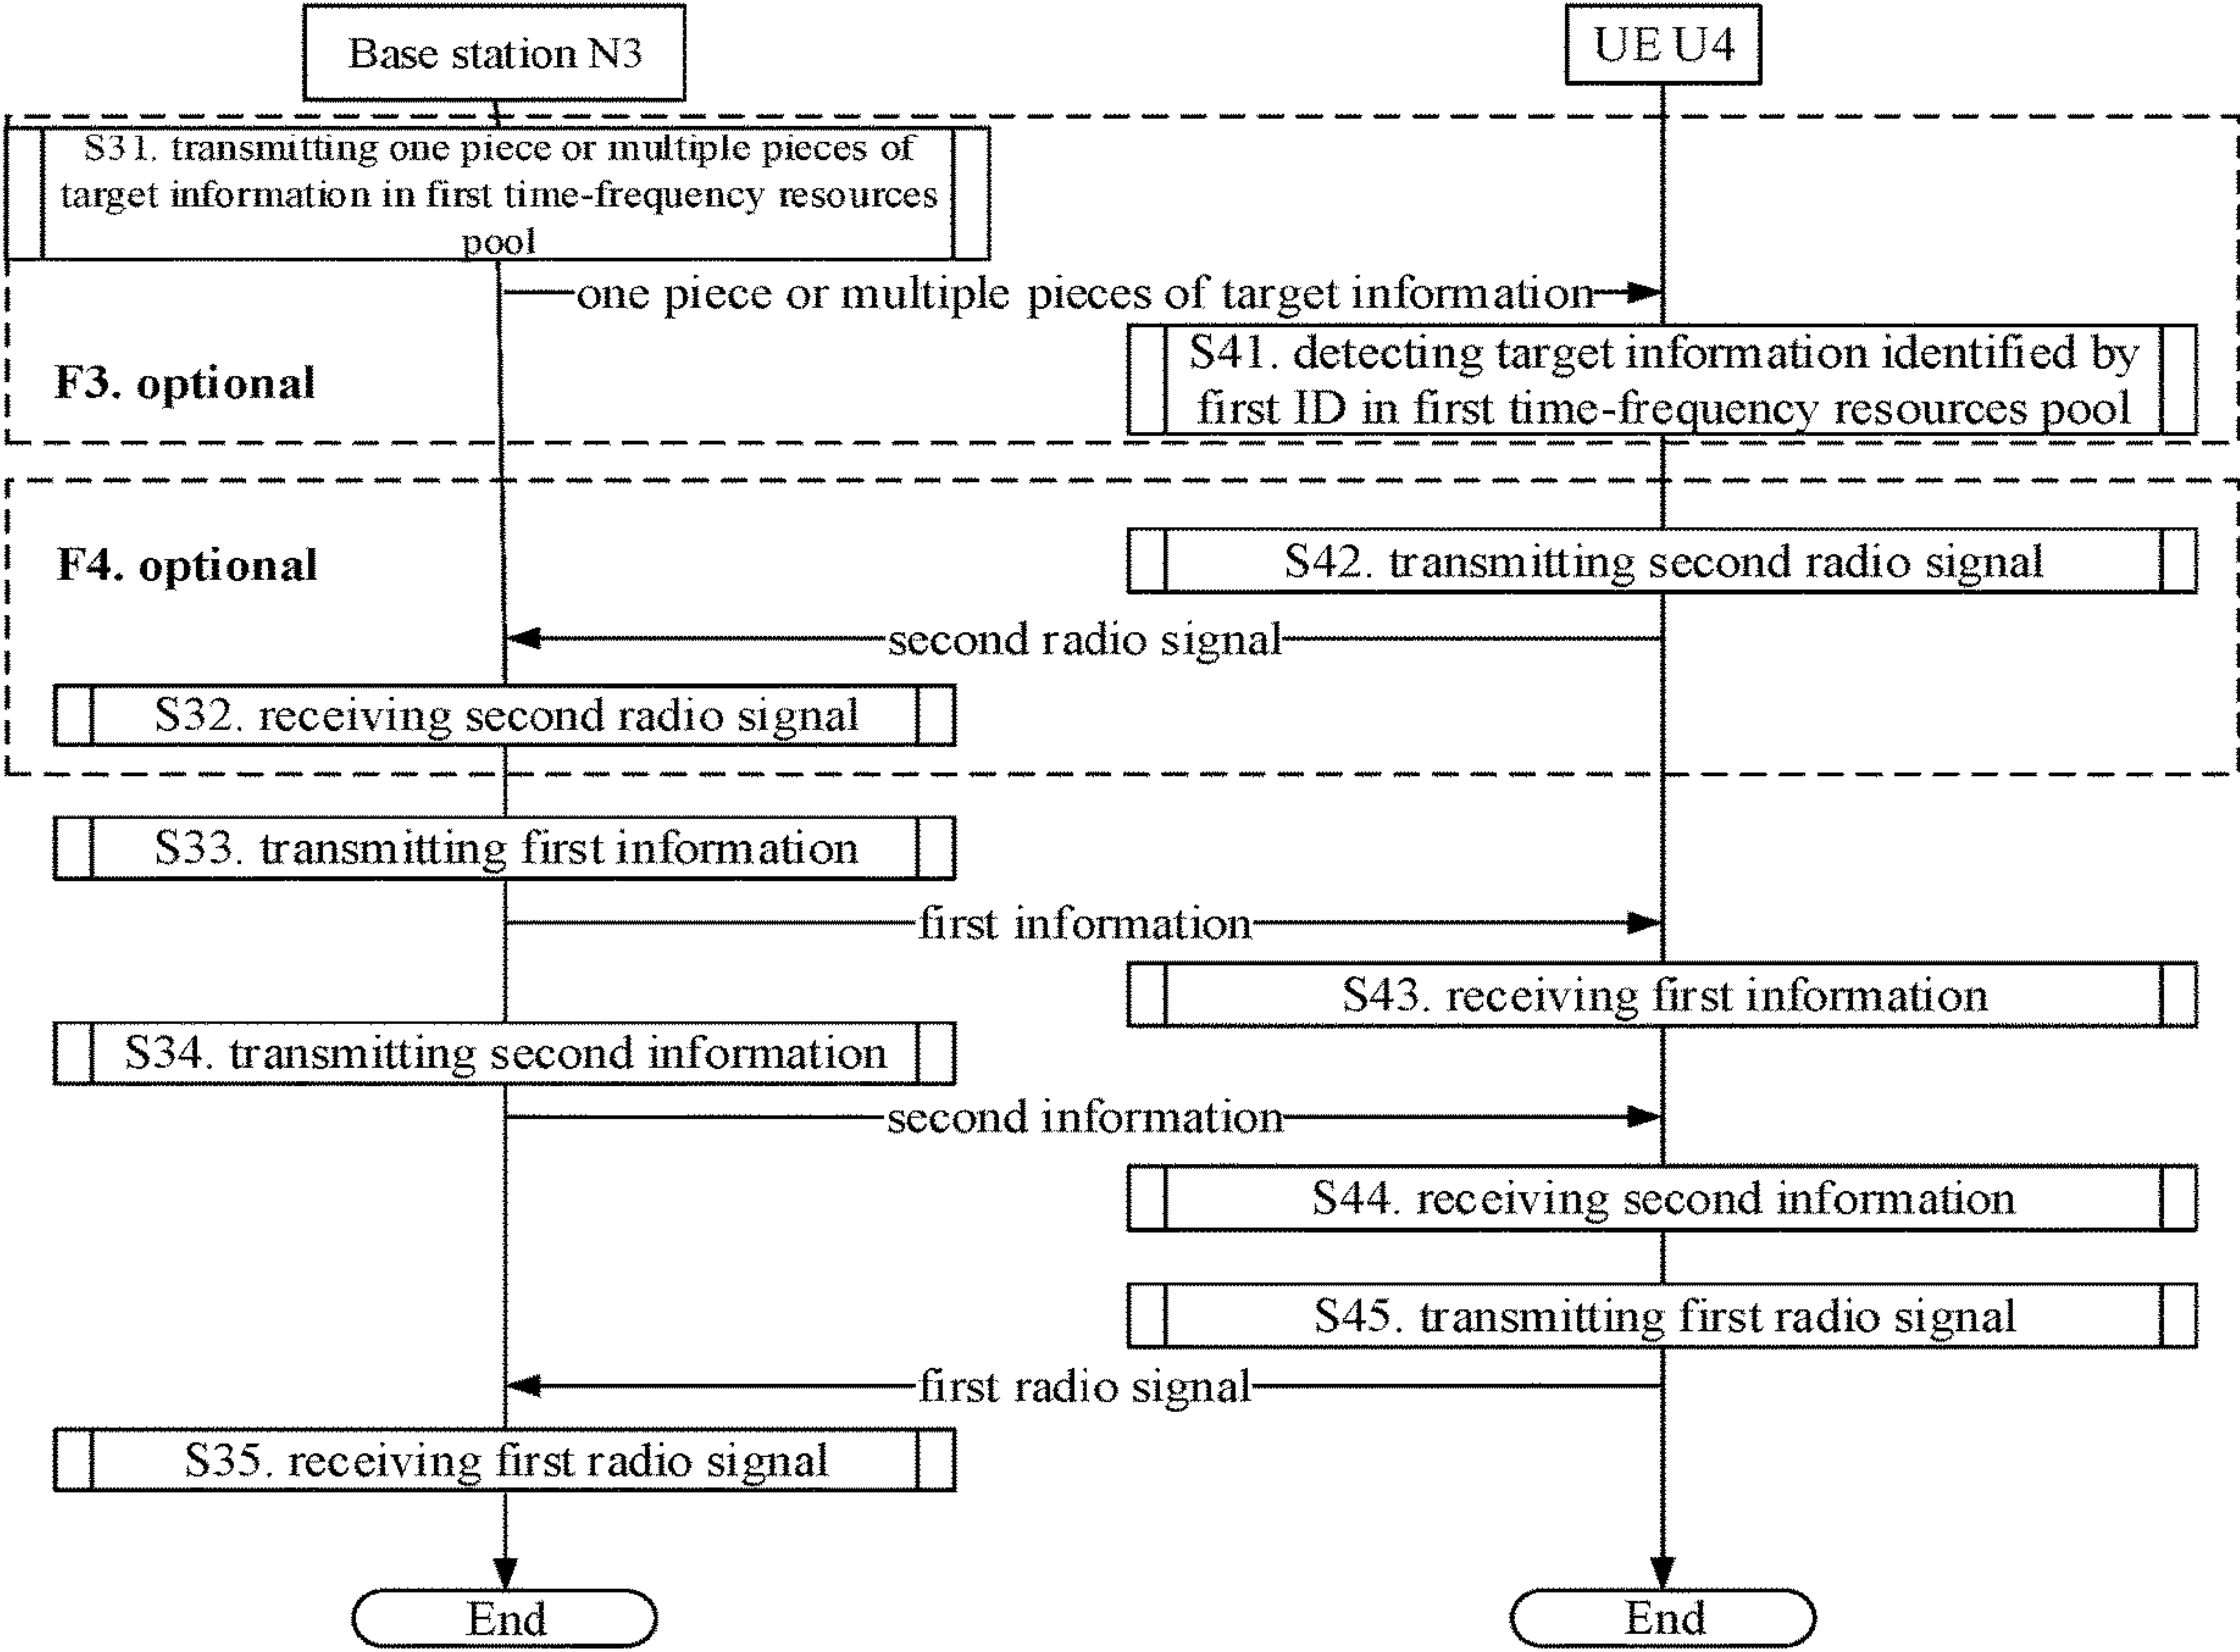 Base station N3
UE U4
S31. transmitting one piece or multiple pieces of
target information in first time-frequency resources
pool
one piece or multiple pieces of target information
S41. detecting target information identified by
first ID in first time-frequency resources pool
F3. optional
F4. optional
S42. transmitting second radio signal
second radio signal
S32. receiving second radio signal
S33. transmitting first information
first information
S43. receiving first information
S34. transmitting second information
second information
S44. receiving second information
S45. transmitting first radio signal
first radio signal
S35. receiving first radio signal
End
End